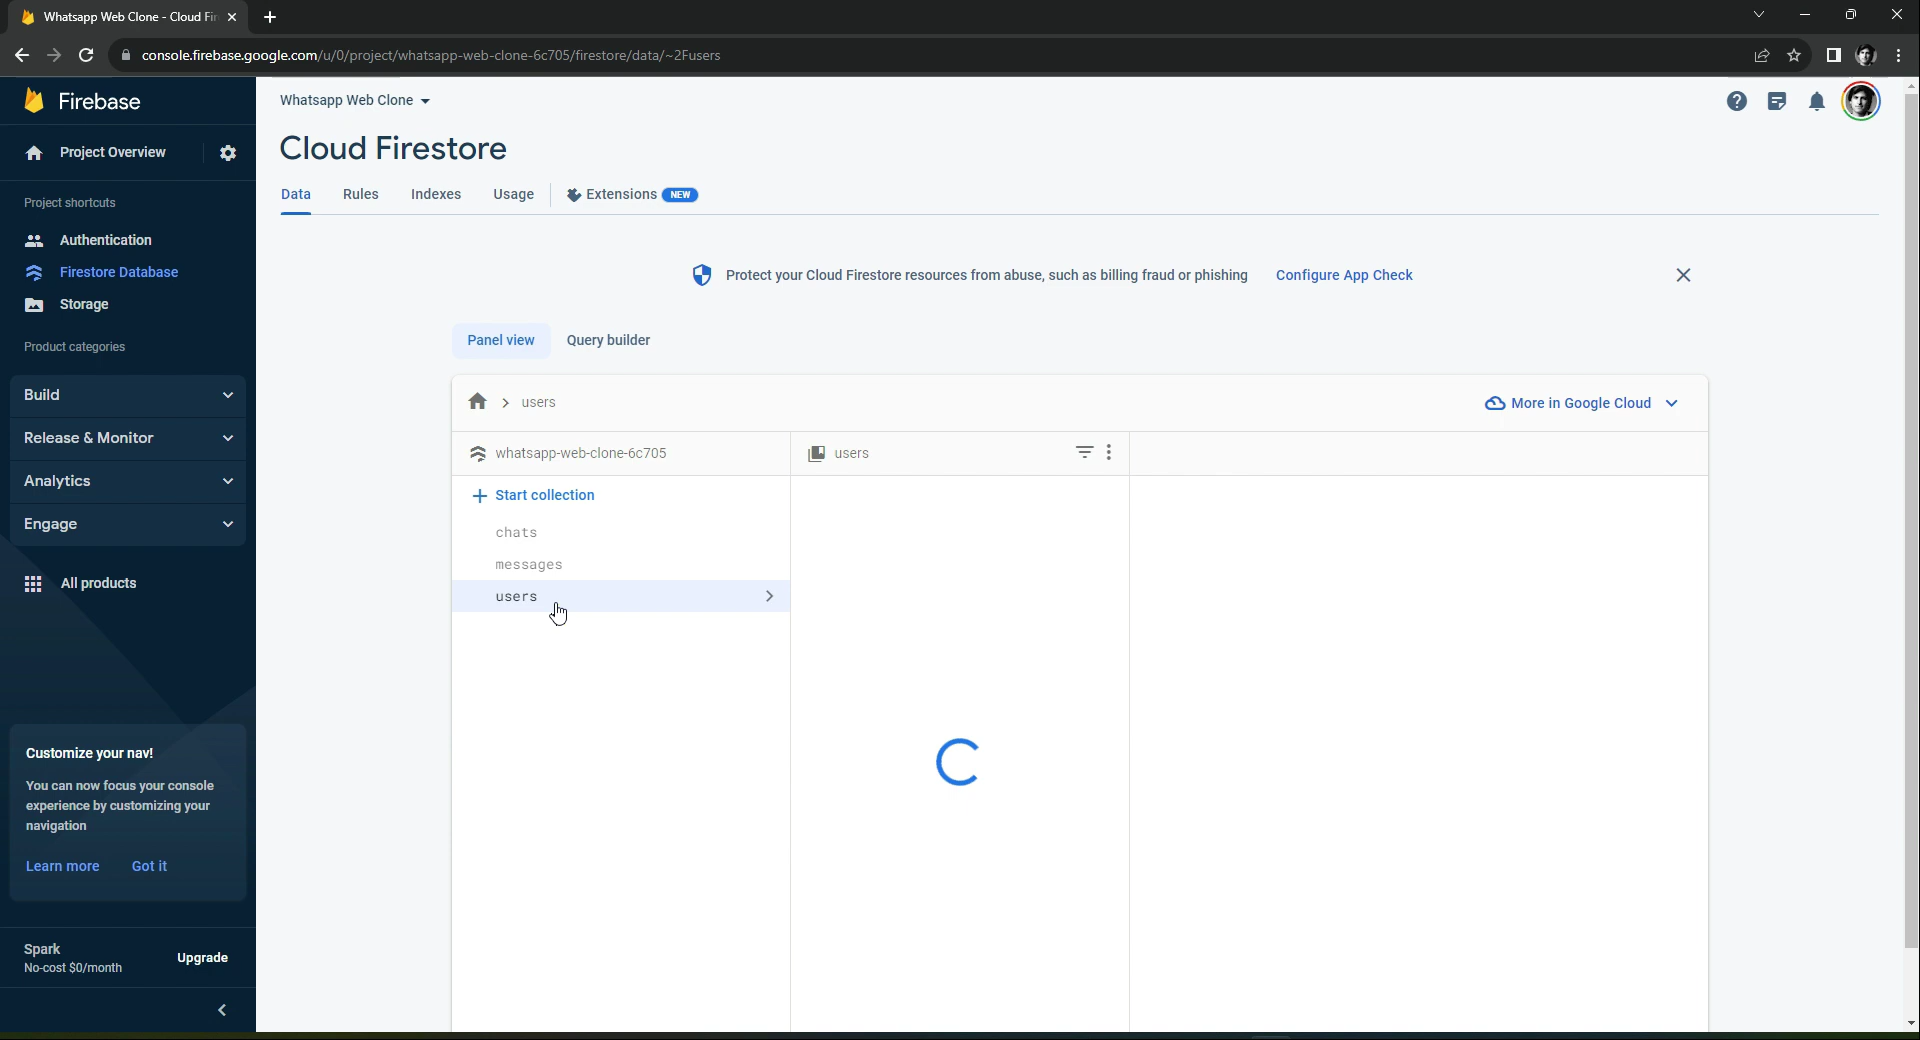 Whatsapp Web Clone - Cloud Fir
console.firebase.google.com/u/0/project/whatsapp-web-clone-6c705/firestore/data/~2Fusers
Firebase
Project Overview
Project shortcuts
Authentication
Firestore Database
Storage
Product categories
Build
Release & Monitor
Analytics
Engage
All products
Customize your nav!
You can now focus your console
experience by customizing your
navigation
Learn more Got it
Spark
No-cost $0/month
Upgrade
Whatsapp Web Clone
Cloud Firestore
Data Rules Indexes Usage Extensions NEW
Protect your Cloud Firestore resources from abuse, such as billing fraud or phishing Configure App Check
Panel view Query builder
> users
More in Google Cloud
whatsapp-web-clone-6c705
users
+ Start collection
chats
messages
users